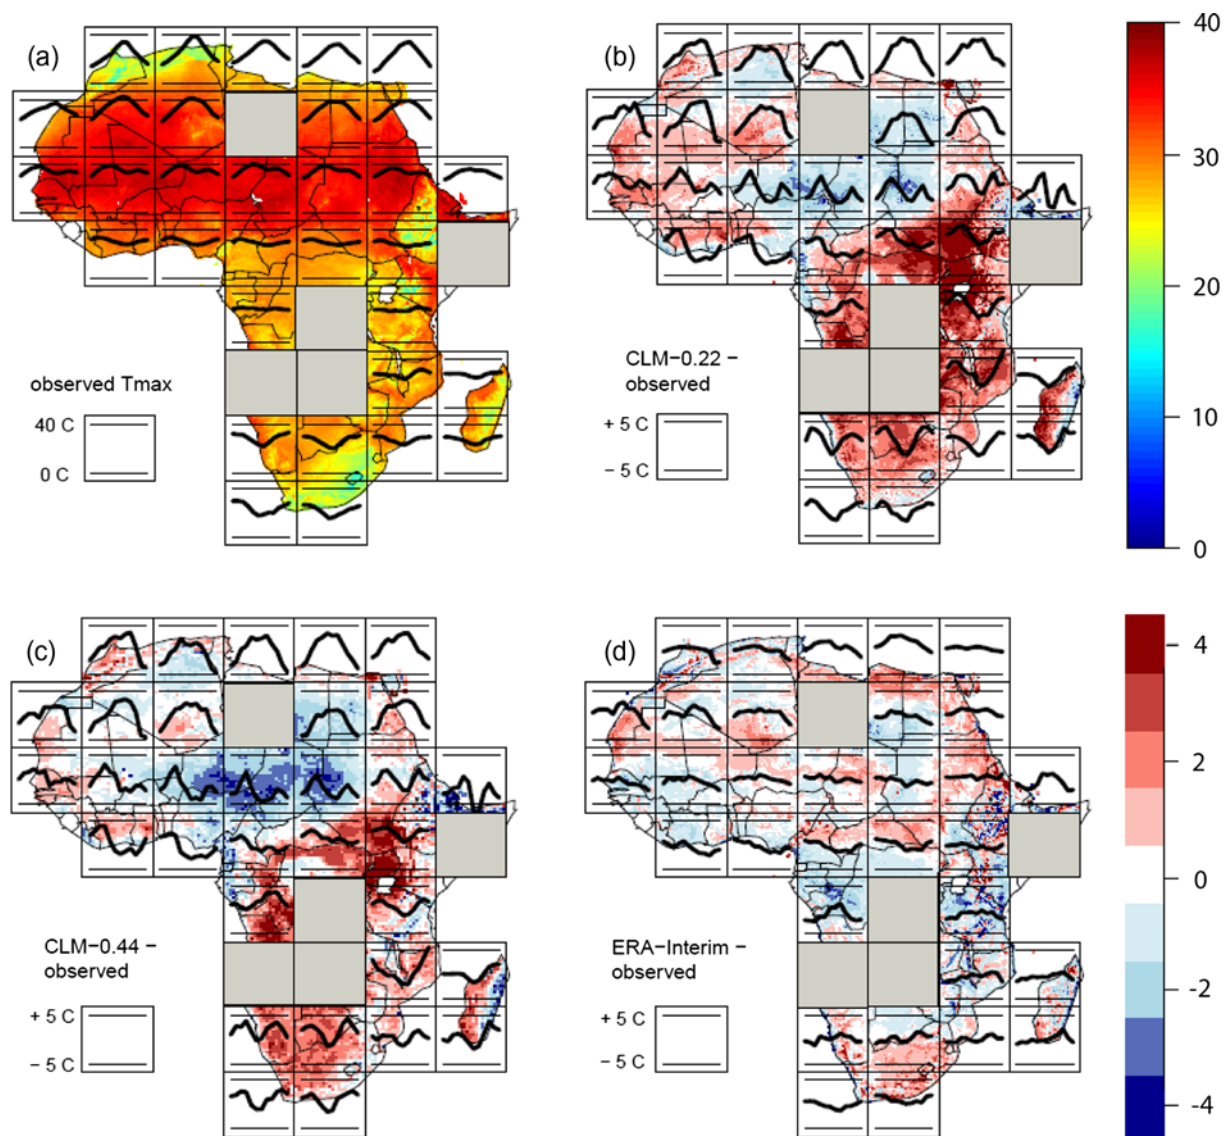 (a)
observed Tmax
40 C
0 C
(b)
CLM−0.22 −
observed
+ 5 C
− 5 C
40
30
20
10
0
(c)
CLM−0.44 −
observed
+ 5 C
− 5 C
(d)
ERA−Interim −
observed
+ 5 C
− 5 C
4
2
0
-2
-4